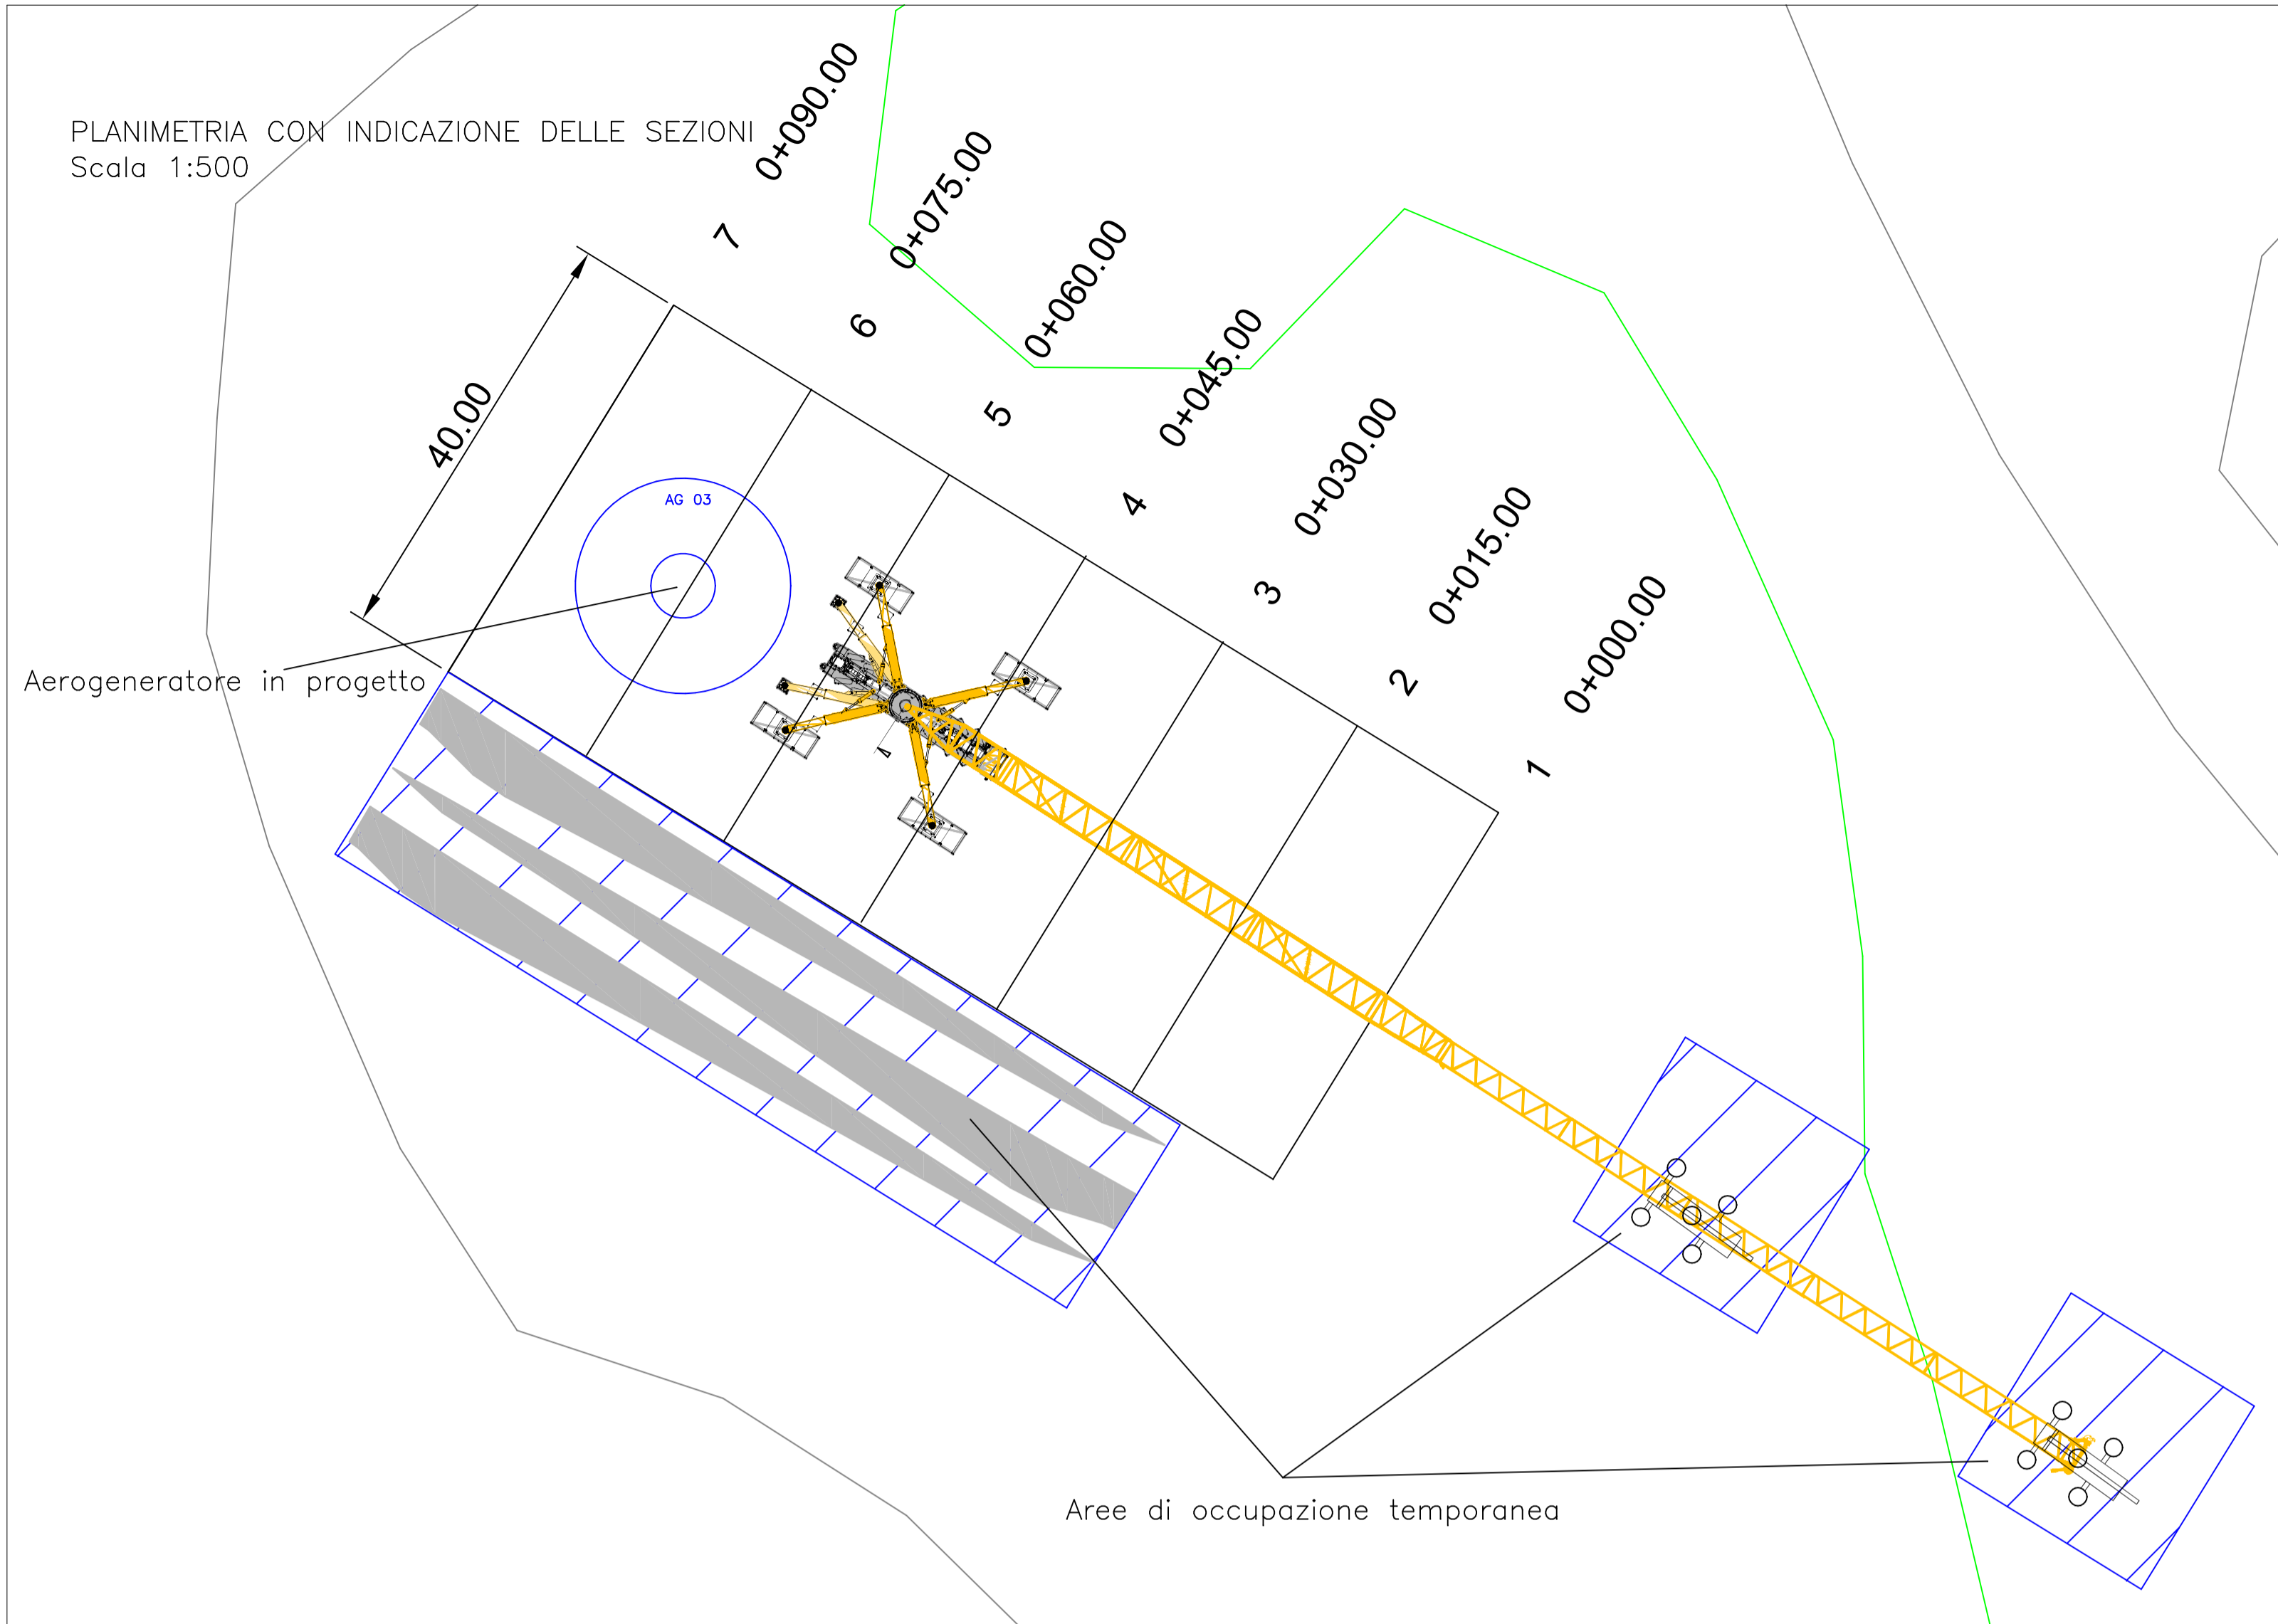 PLANIMETRIA CON INDICAZIONE DELLE SEZIONI
Scala 1:500
7 0+090.00
6 0+075.00
5 0+060.00
4 0+045.00
3 0+030.00
2 0+015.00
1 0+000.00
40.00
AG 03
Aerogeneratore in progetto
Aree di occupazione temporanea